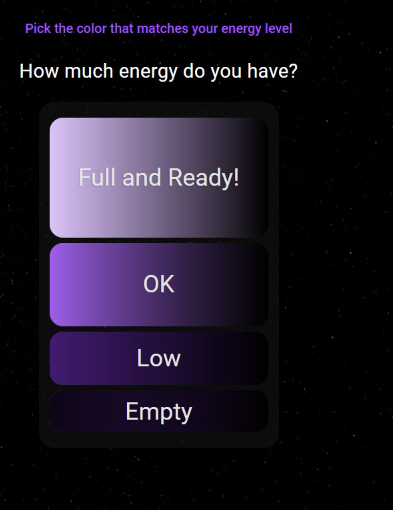 Pick the color that matches your energy level
How much energy do you have?
Full and Ready!
OK
Low
Empty